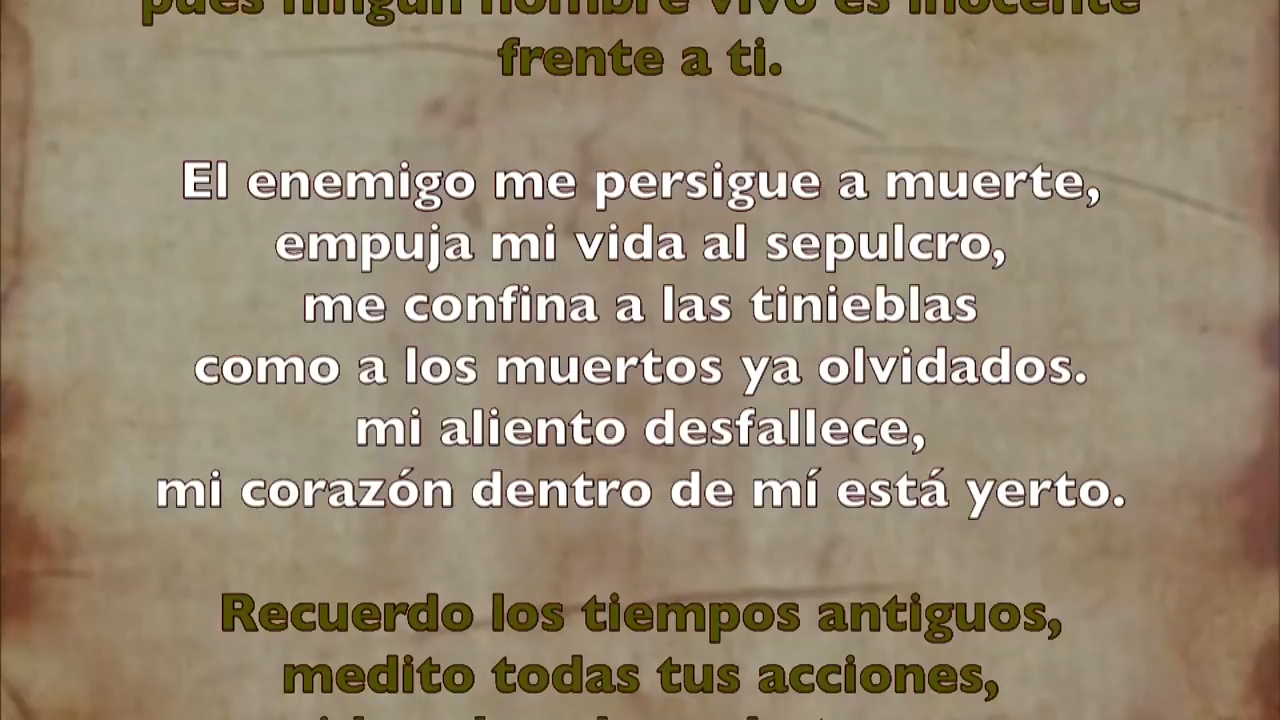 pues ningún hombre vivo es inocente
frente a ti.
El enemigo me persigue a muerte,
empuja mi vida al sepulcro,
me confina a las tinieblas
como a los muertos ya olvidados.
mi aliento desfallece,
mi corazón dentro de mí está yerto.
Recuerdo los tiempos antiguos,
medito todas tus acciones,